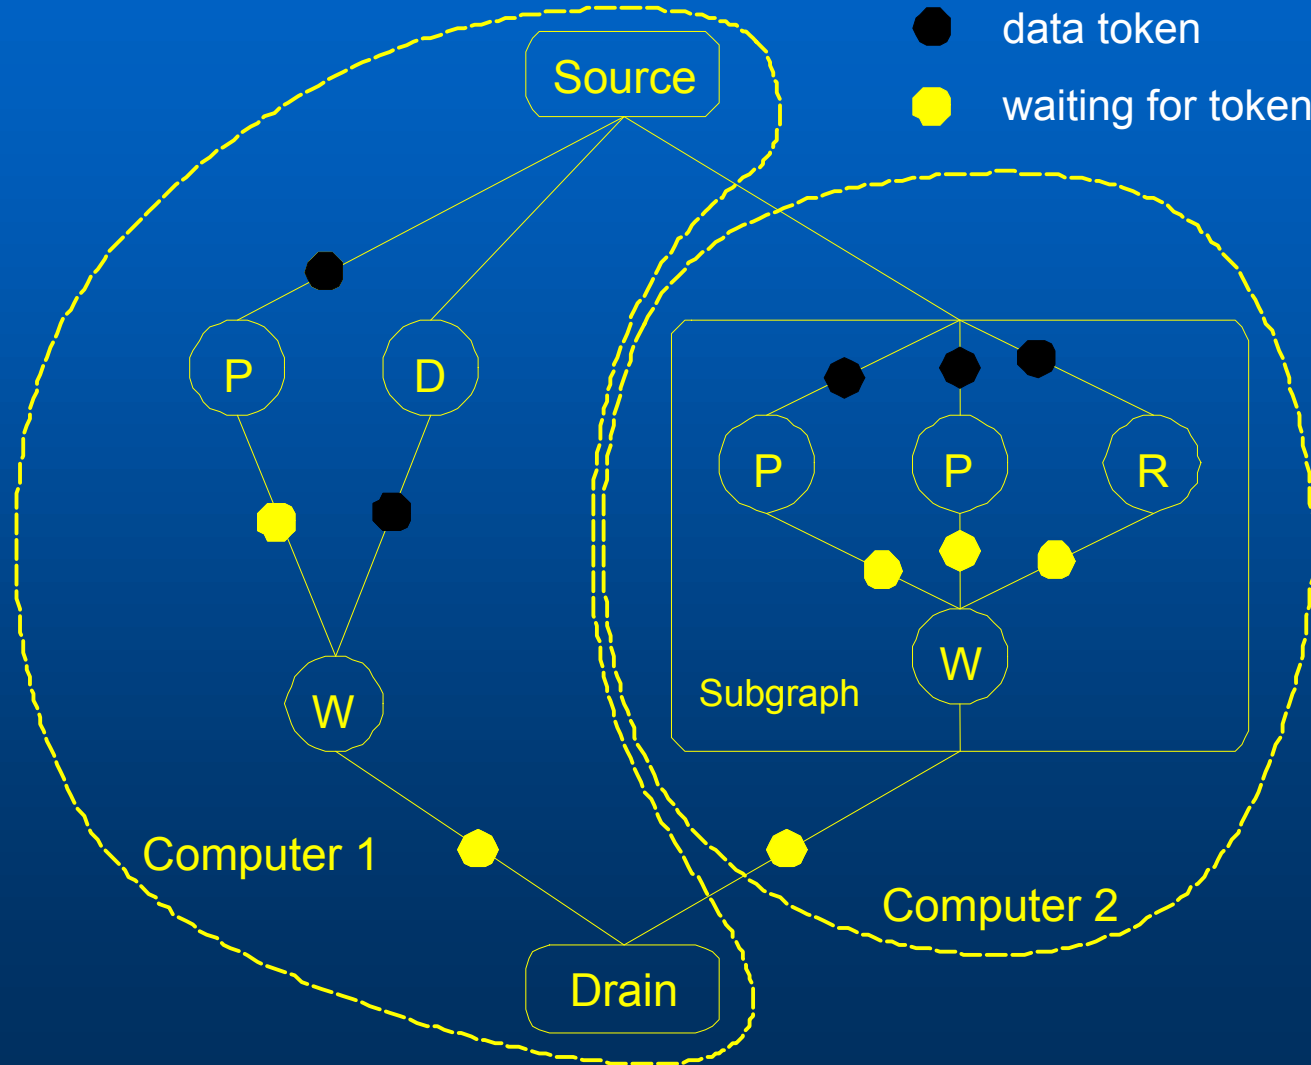 data token
Source
waiting for token
P
D
P
P
R
W
W
Subgraph
Computer 1
Computer 2
Drain